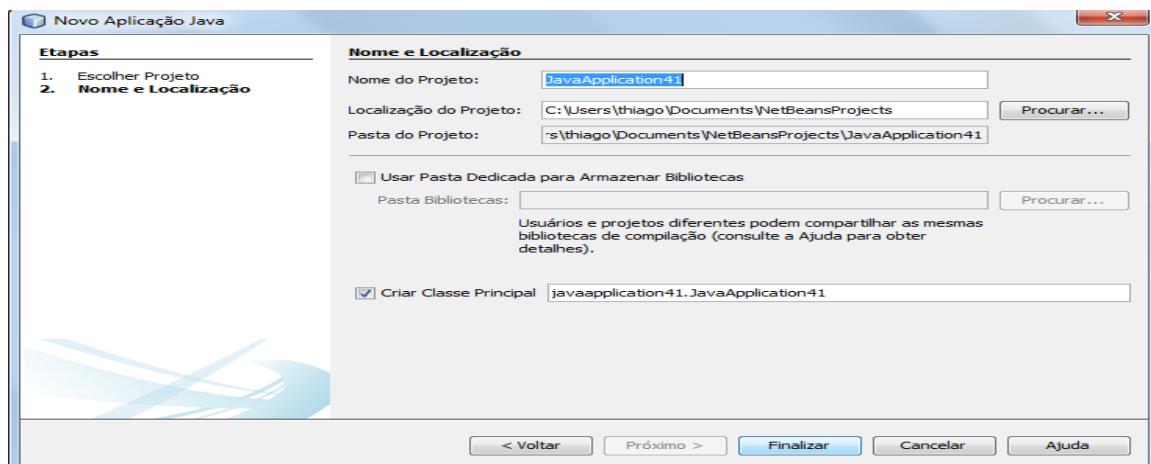 Novo Aplicação Java
Etapas
1. Escolher Projeto
2. Nome e Localização
Nome e Localização
Nome do Projeto: JavaApplication41
Localização do Projeto: C:\Users\thiago\Documents\NetBeansProjects Procurar...
Pasta do Projeto: 's\thiago\Documents\NetBeansProjects\JavaApplication41
Usar Pasta Dedicada para Armazenar Bibliotecas
Pasta Bibliotecas: Procurar...
Usuários e projetos diferentes podem compartilhar as mesmas
bibliotecas de compilação (consulte a Ajuda para obter
detalhes).
Criar Classe Principal javaapplication41.JavaApplication41
< Voltar Próximo > Finalizar Cancelar Ajuda